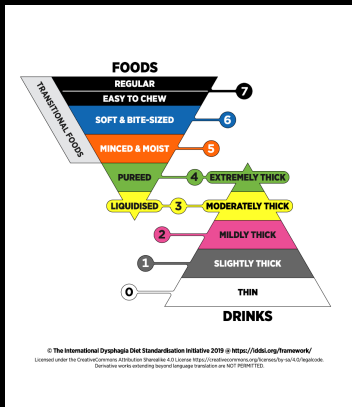 FOODS
REGULAR
7
EASY TO CHEW
TRANSITIONAL FOODS
SOFT & BITE-SIZED
6
MINCED & MOIST
5
PUREED
4
EXTREMELY THICK
LIQUIDISED
3
MODERATELY THICK
2
MILDLY THICK
1
SLIGHTLY THICK
0
THIN
DRINKS
© The International Dysphagia Diet Standardisation Initiative 2019 @ https://iddsi.org/framework/
Licensed under the CreativeCommons Attribution Sharealike 4.0 License https://creativecommons.org/licenses/by-sa/4.0/legalcode.
Derivative works extending beyond language translation are NOT PERMITTED.